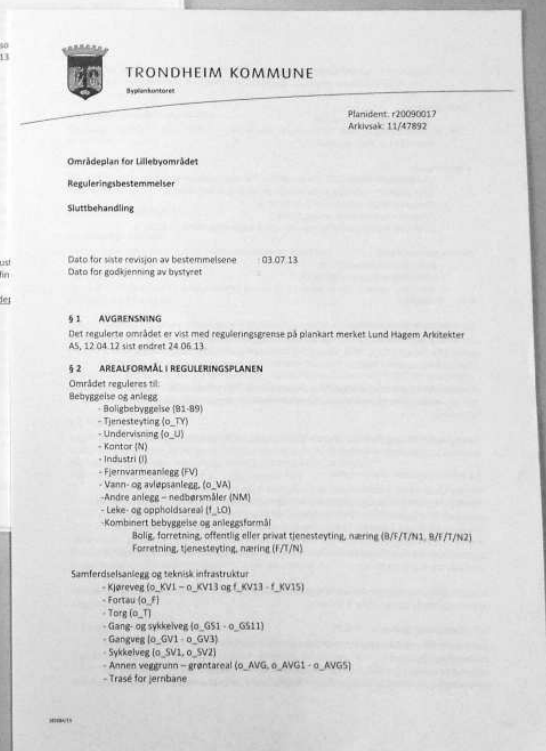 so
13
TRONDHEIM KOMMUNE
Byplankontoret
Planident: r20090017
Arkivsak: 11/47892
Områdeplan for Lillebyområdet
Reguleringsbestemmelser
Sluttbehandling
Dato for siste revisjon av bestemmelsene : 03.07.13
Dato for godkjenning av bystyret
ust
fin
§ 1 AVGRENSNING
Det regulerte området er vist med reguleringsgrense på plankart merket Lund Hagem Arkitekter
AS, 12.04.12 sist endret 24.06.13.
§ 2 AREALFORMÅL I REGULERINGSPLANEN
Området reguleres til:
Bebyggelse og anlegg
- Boligbebyggelse (B1-B9)
- Tjenesteyting (o_TY)
- Undervisning (o_U)
- Kontor (N)
- Industri (I)
- Fjernvarmeanlegg (FV)
- Vann- og avløpsanlegg, (o_VA)
-Andre anlegg – nedbørsmåler (NM)
- Leke- og oppholdsareal (f_LO)
-Kombinert bebyggelse og anleggsformål
Bolig, forretning, offentlig eller privat tjenesteyting, næring (B/F/T/N1, B/F/T/N2)
Forretning, tjenesteyting, næring (F/T/N)
Samferdselsanlegg og teknisk infrastruktur
- Kjøreveg (o_KV1 – o_KV13 og f_KV13 - f_KV15)
- Fortau (o_F)
- Torg (o_T)
- Gang- og sykkelveg (o_GS1 - o_GS11)
- Gangveg (o_GV1 - o_GV3)
- Sykkelveg (o_SV1, o_SV2)
- Annen veggrunn – grøntareal (o_AVG, o_AVG1 - o_AVG5)
- Trasé for jernbane